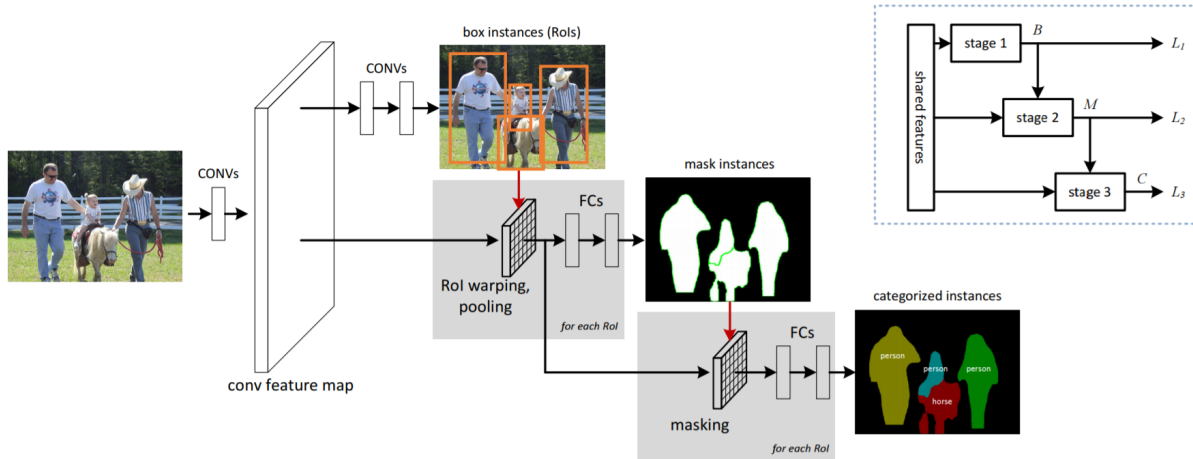 box instances (RoIs)
CONVs
CONVs
conv feature map
mask instances
FCs
RoI warping,
pooling
for each RoI
categorized instances
FCs
masking
for each RoI
person
person
person
horse
shared features
stage 1
B
L1
stage 2
M
L2
stage 3
C
L3